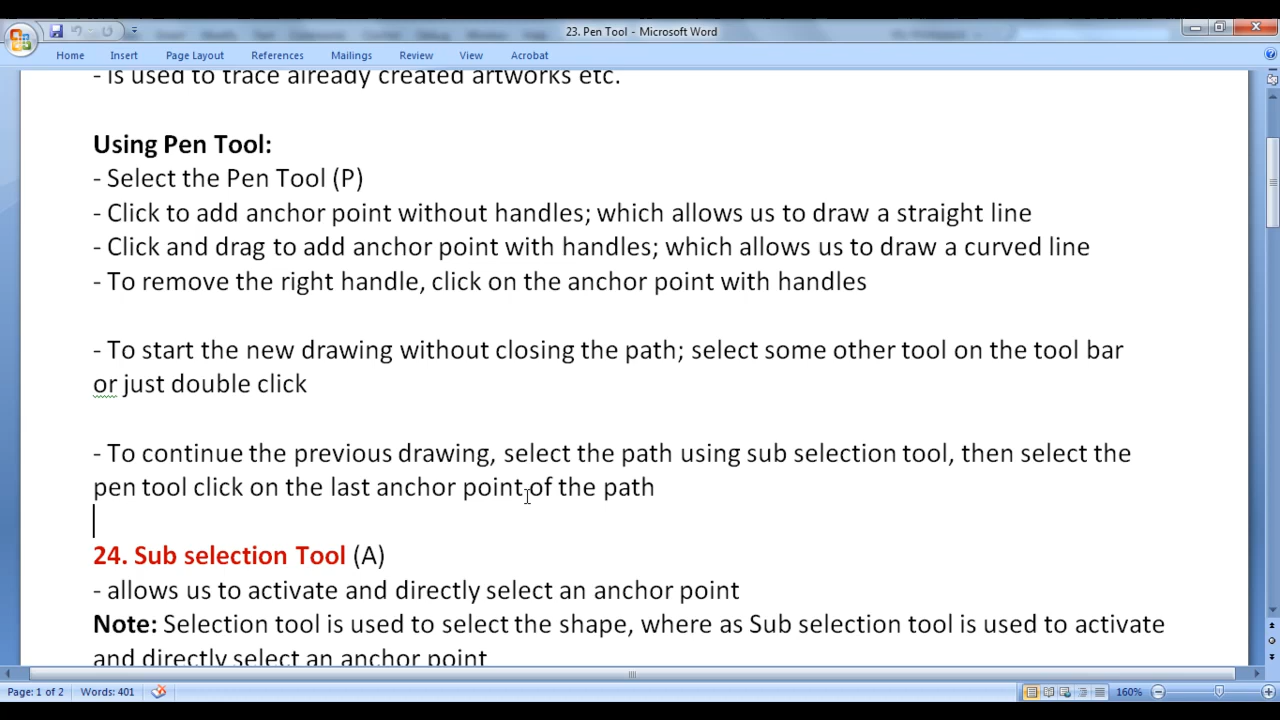 23. Pen Tool - Microsoft Word
Home Insert Page Layout References Mailings Review View Acrobat
- is used to trace already created artworks etc.
Using Pen Tool:
- Select the Pen Tool (P)
- Click to add anchor point without handles; which allows us to draw a straight line
- Click and drag to add anchor point with handles; which allows us to draw a curved line
- To remove the right handle, click on the anchor point with handles
- To start the new drawing without closing the path; select some other tool on the tool bar
or just double click
- To continue the previous drawing, select the path using sub selection tool, then select the
pen tool click on the last anchor point of the path
24. Sub selection Tool (A)
- allows us to activate and directly select an anchor point
Note: Selection tool is used to select the shape, where as Sub selection tool is used to activate
and directly select an anchor point
Page: 1 of 2 Words: 401 160%